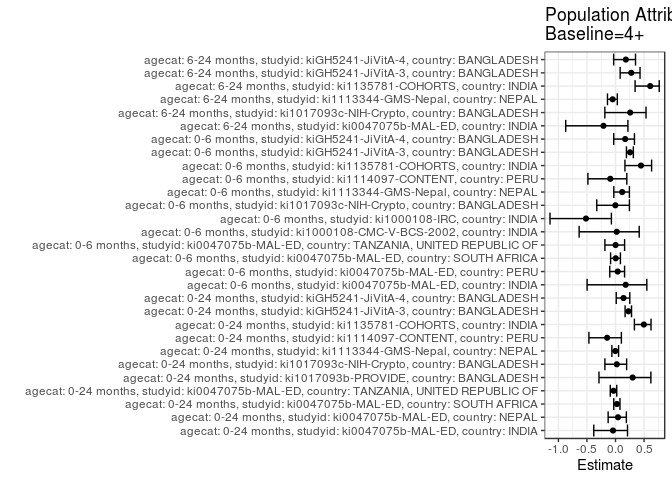 Population Attrib
Baseline=4+
agecat: 6-24 months, studyid: kiGH5241-JiVitA-4, country: BANGLADESH
agecat: 6-24 months, studyid: kiGH5241-JiVitA-3, country: BANGLADESH
agecat: 6-24 months, studyid: ki1135781-COHORTS, country: INDIA
agecat: 6-24 months, studyid: ki1113344-GMS-Nepal, country: NEPAL
agecat: 6-24 months, studyid: ki1017093c-NIH-Crypto, country: BANGLADESH
agecat: 6-24 months, studyid: ki0047075b-MAL-ED, country: INDIA
agecat: 0-6 months, studyid: kiGH5241-JiVitA-4, country: BANGLADESH
agecat: 0-6 months, studyid: kiGH5241-JiVitA-3, country: BANGLADESH
agecat: 0-6 months, studyid: ki1135781-COHORTS, country: INDIA
agecat: 0-6 months, studyid: ki1114097-CONTENT, country: PERU
agecat: 0-6 months, studyid: ki1113344-GMS-Nepal, country: NEPAL
agecat: 0-6 months, studyid: ki1017093c-NIH-Crypto, country: BANGLADESH
agecat: 0-6 months, studyid: ki1000108-IRC, country: INDIA
agecat: 0-6 months, studyid: ki1000108-CMC-V-BCS-2002, country: INDIA
agecat: 0-6 months, studyid: ki0047075b-MAL-ED, country: TANZANIA, UNITED REPUBLIC OF
agecat: 0-6 months, studyid: ki0047075b-MAL-ED, country: SOUTH AFRICA
agecat: 0-6 months, studyid: ki0047075b-MAL-ED, country: PERU
agecat: 0-6 months, studyid: ki0047075b-MAL-ED, country: INDIA
agecat: 0-24 months, studyid: kiGH5241-JiVitA-4, country: BANGLADESH
agecat: 0-24 months, studyid: kiGH5241-JiVitA-3, country: BANGLADESH
agecat: 0-24 months, studyid: ki1135781-COHORTS, country: INDIA
agecat: 0-24 months, studyid: ki1114097-CONTENT, country: PERU
agecat: 0-24 months, studyid: ki1113344-GMS-Nepal, country: NEPAL
agecat: 0-24 months, studyid: ki1017093c-NIH-Crypto, country: BANGLADESH
agecat: 0-24 months, studyid: ki1017093b-PROVIDE, country: BANGLADESH
agecat: 0-24 months, studyid: ki0047075b-MAL-ED, country: TANZANIA, UNITED REPUBLIC OF
agecat: 0-24 months, studyid: ki0047075b-MAL-ED, country: SOUTH AFRICA
agecat: 0-24 months, studyid: ki0047075b-MAL-ED, country: NEPAL
agecat: 0-24 months, studyid: ki0047075b-MAL-ED, country: INDIA
-1.0 -0.5 0.0 0.5
Estimate